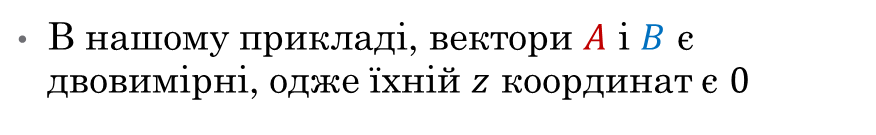 • В нашому прикладі, вектори A і B є
двовимірні, одже їхній z координат є 0